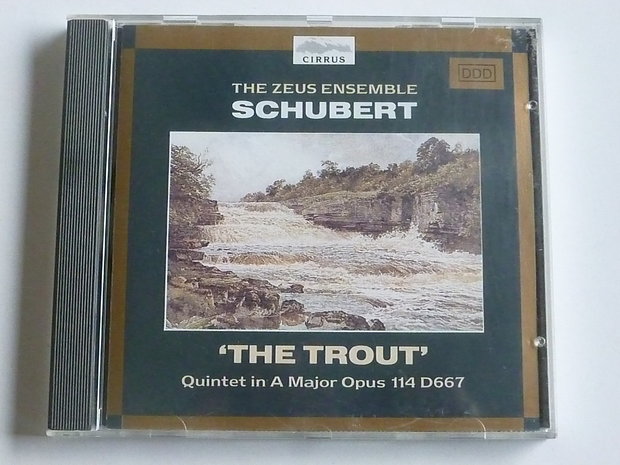 CIRRUS
DDD
THE ZEUS ENSEMBLE
SCHUBERT
‘THE TROUT’
Quintet in A Major Opus 114 D667